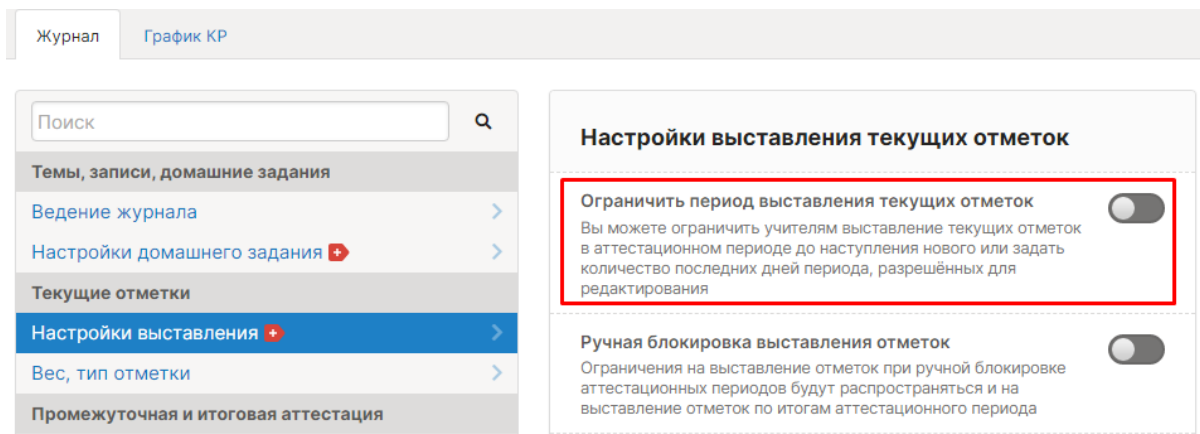 Журнал
График КР
Поиск
Темы, записи, домашние задания
Ведение журнала
Настройки домашнего задания
Текущие отметки
Настройки выставления
Вес, тип отметки
Промежуточная и итоговая аттестация
Настройки выставления текущих отметок
Ограничить период выставления текущих отметок
Вы можете ограничить учителям выставление текущих отметок
в аттестационном периоде до наступления нового или задать
количество последних дней периода, разрешённых для
редактирования
Ручная блокировка выставления отметок
Ограничения на выставление отметок при ручной блокировке
аттестационных периодов будут распространяться и на
выставление отметок по итогам аттестационного периода